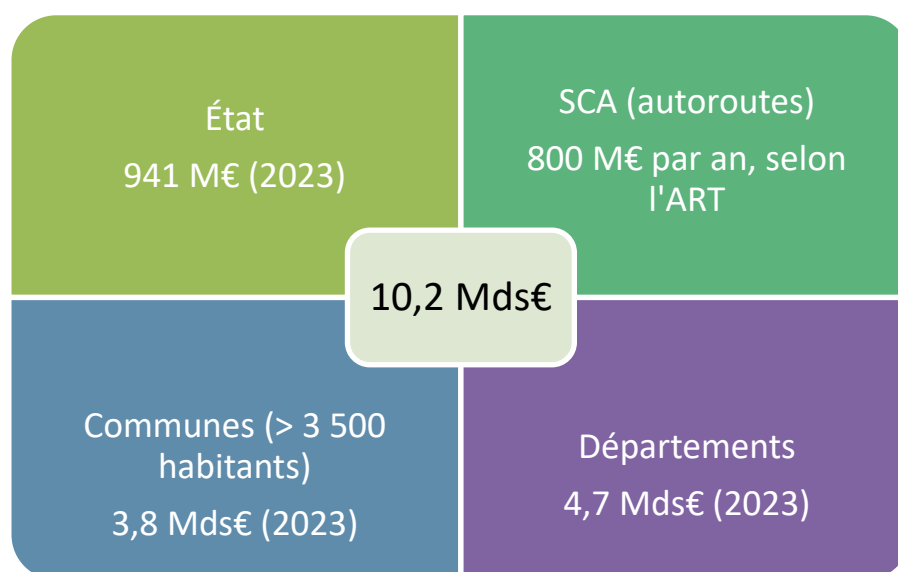 État
941 M€ (2023)
SCA (autoroutes)
800 M€ par an, selon
l'ART
10,2 Mds€
Communes (> 3 500
habitants)
3,8 Mds€ (2023)
Départements
4,7 Mds€ (2023)